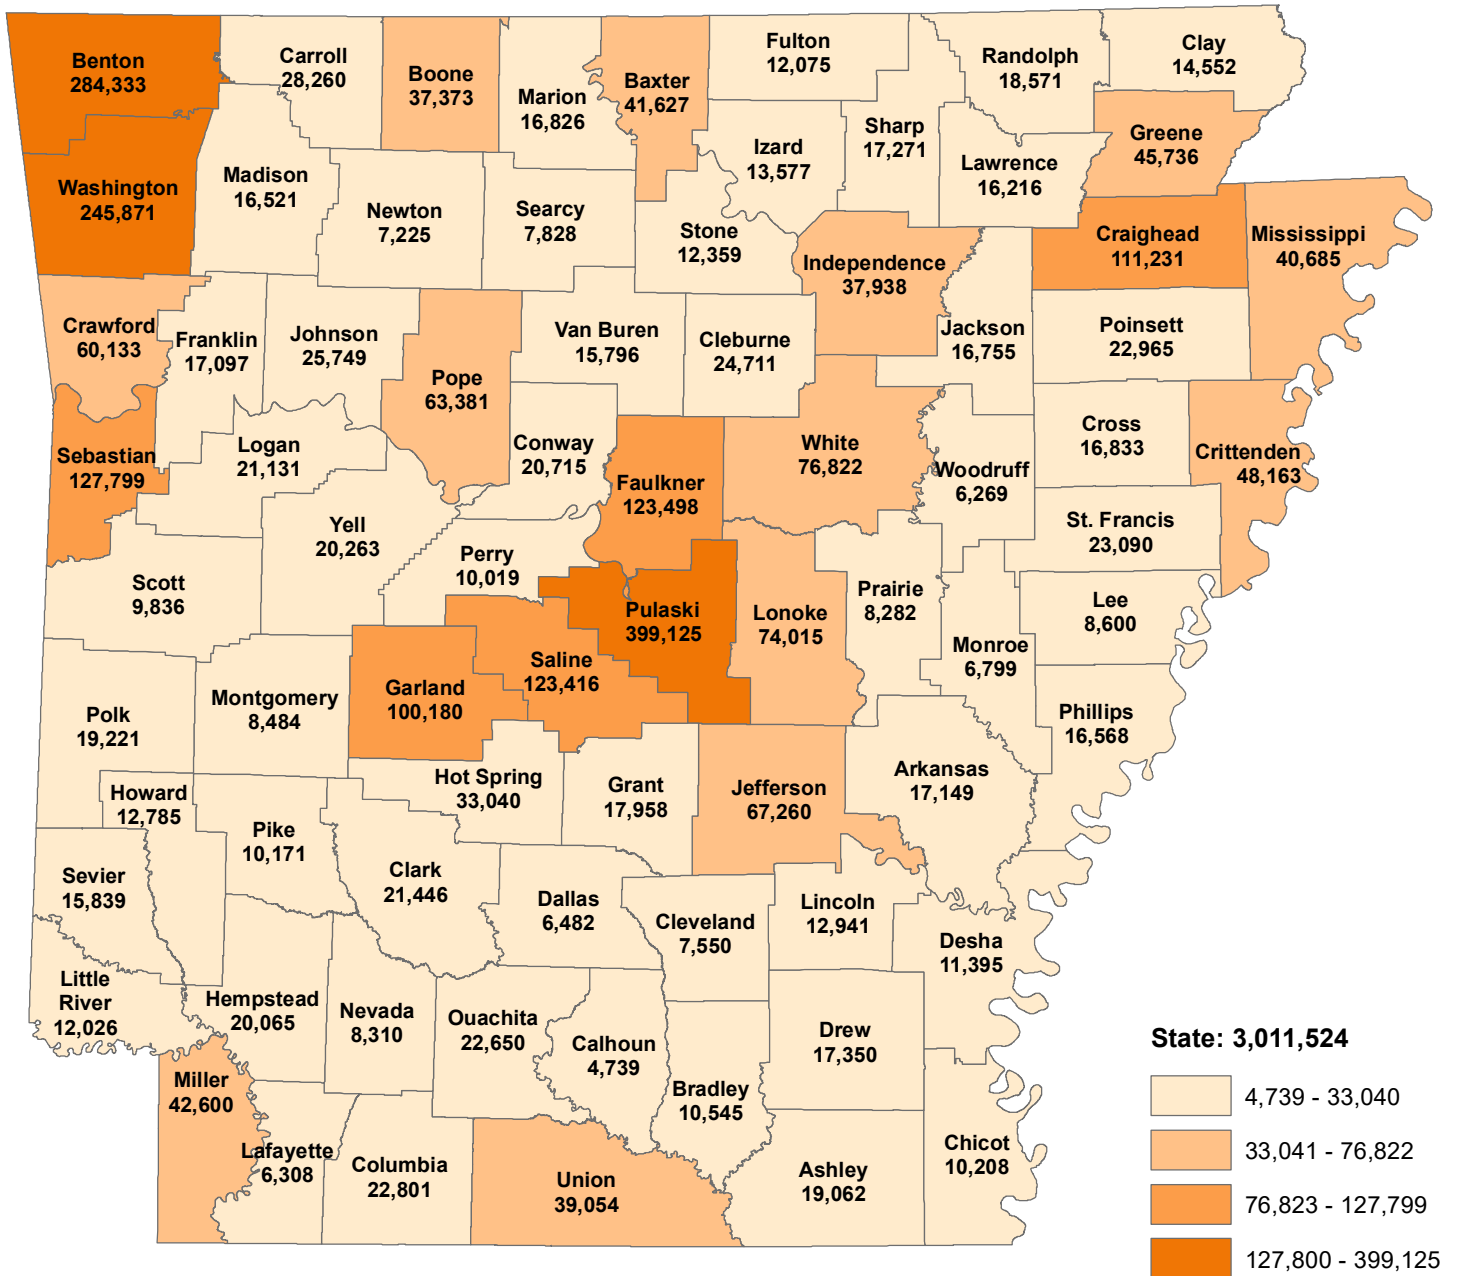 Benton
284,333
Carroll
28,260
Boone
37,373
Marion
16,826
Baxter
41,627
Fulton
12,075
Randolph
18,571
Clay
14,552
Greene
45,736
Sharp
17,271
Izard
13,577
Lawrence
16,216
Washington
245,871
Madison
16,521
Newton
7,225
Searcy
7,828
Stone
12,359
Independence
37,938
Craighead
111,231
Mississippi
40,685
Crawford
60,133
Franklin
17,097
Johnson
25,749
Pope
63,381
Van Buren
15,796
Cleburne
24,711
Jackson
16,755
Poinsett
22,965
Sebastian
127,799
Logan
21,131
Conway
20,715
Faulkner
123,498
White
76,822
Woodruff
6,269
Cross
16,833
Crittenden
48,163
Yell
20,263
Perry
10,019
St. Francis
23,090
Scott
9,836
Pulaski
399,125
Lonoke
74,015
Prairie
8,282
Lee
8,600
Monroe
6,799
Saline
123,416
Garland
100,180
Montgomery
8,484
Polk
19,221
Phillips
16,568
Hot Spring
33,040
Grant
17,958
Jefferson
67,260
Arkansas
17,149
Howard
12,785
Pike
10,171
Clark
21,446
Sevier
15,839
Dallas
6,482
Cleveland
7,550
Lincoln
12,941
Desha
11,395
Little
River
12,026
Hempstead
20,065
Nevada
8,310
Ouachita
22,650
Calhoun
4,739
Drew
17,350
Bradley
10,545
Miller
42,600
Lafayette
6,308
Columbia
22,801
Union
39,054
Ashley
19,062
Chicot
10,208
State: 3,011,524
4,739 - 33,040
33,041 - 76,822
76,823 - 127,799
127,800 - 399,125